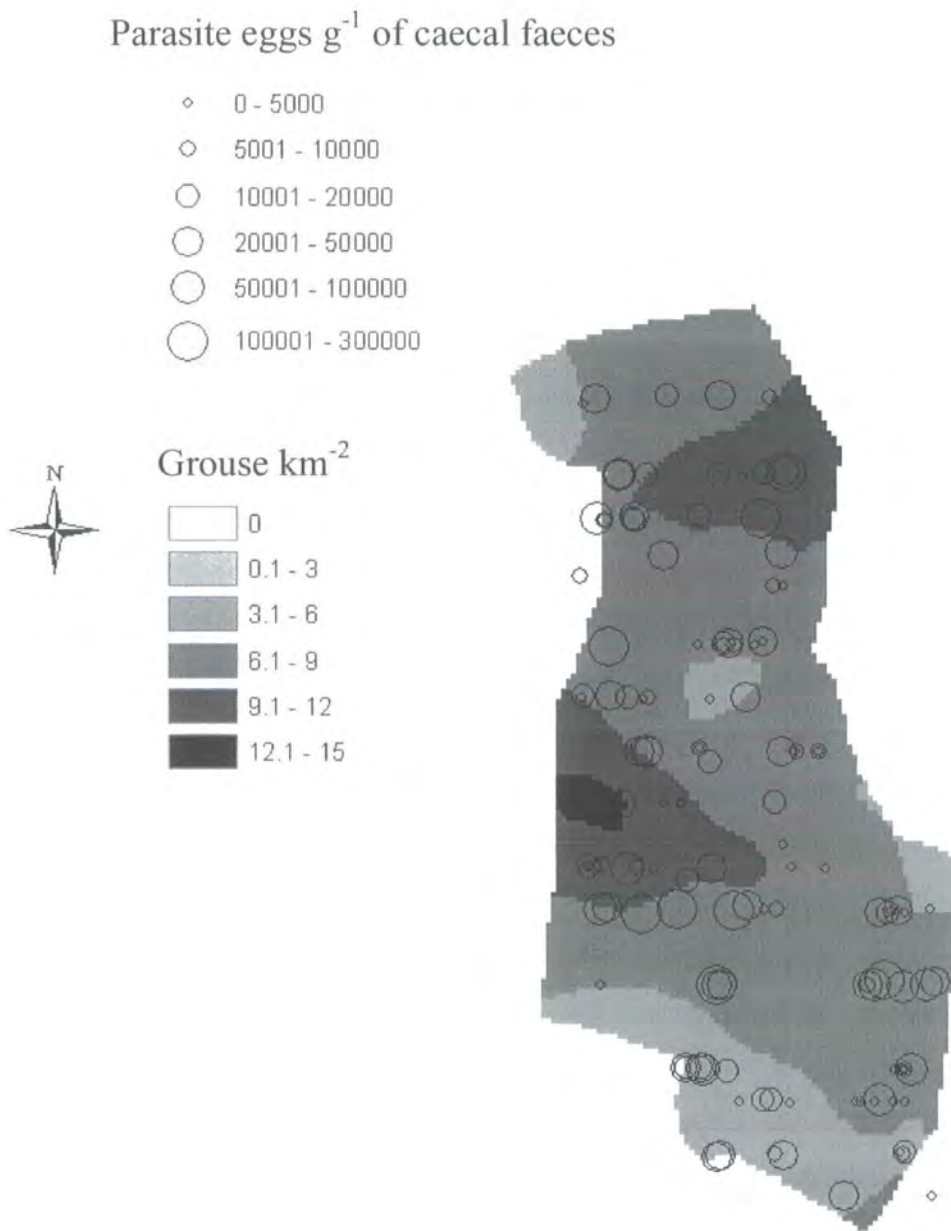 Parasite eggs g-1 of caecal faeces
0 - 5000
5001 - 10000
10001 - 20000
20001 - 50000
50001 - 100000
100001 - 300000
Grouse km-2
N
0
0.1 - 3
3.1 - 6
6.1 - 9
9.1 - 12
12.1 - 15